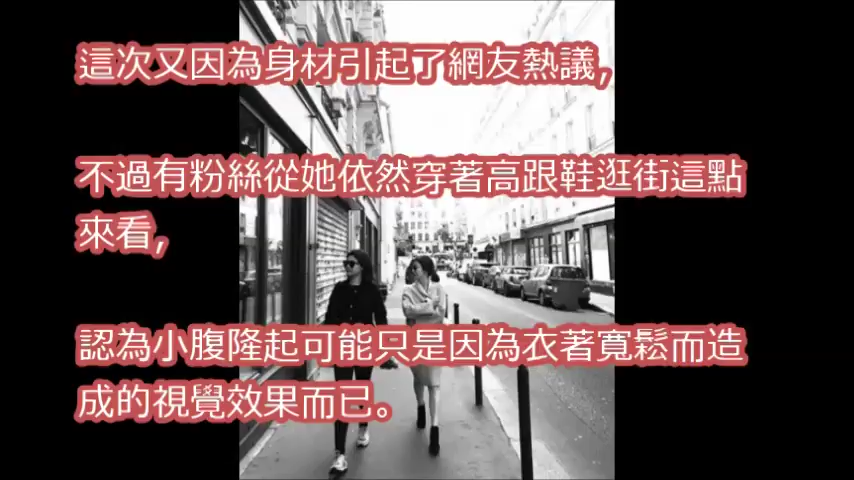 這次又因為身材引起了網友熱議，
不過有粉絲從她依然穿著高跟鞋逛街這點
來看，
認為小腹隆起可能只是因為衣著寬鬆而造
成的視覺效果而已。